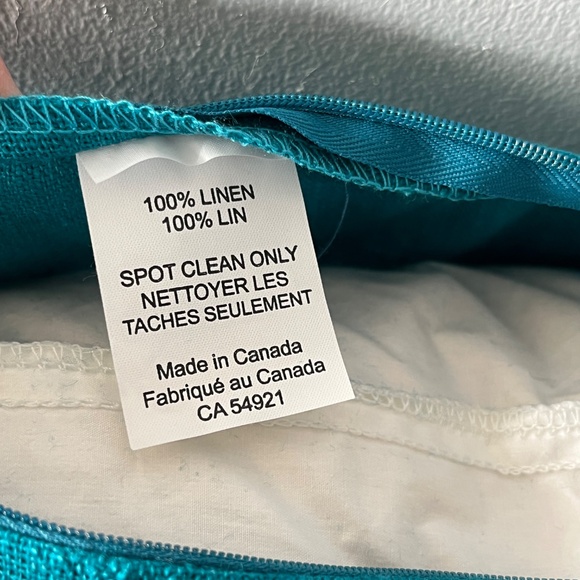 100% LINEN
100% LIN
SPOT CLEAN ONLY
NETTOYER LES
TACHES SEULEMENT
Made in Canada
Fabriqué au Canada
CA 54921